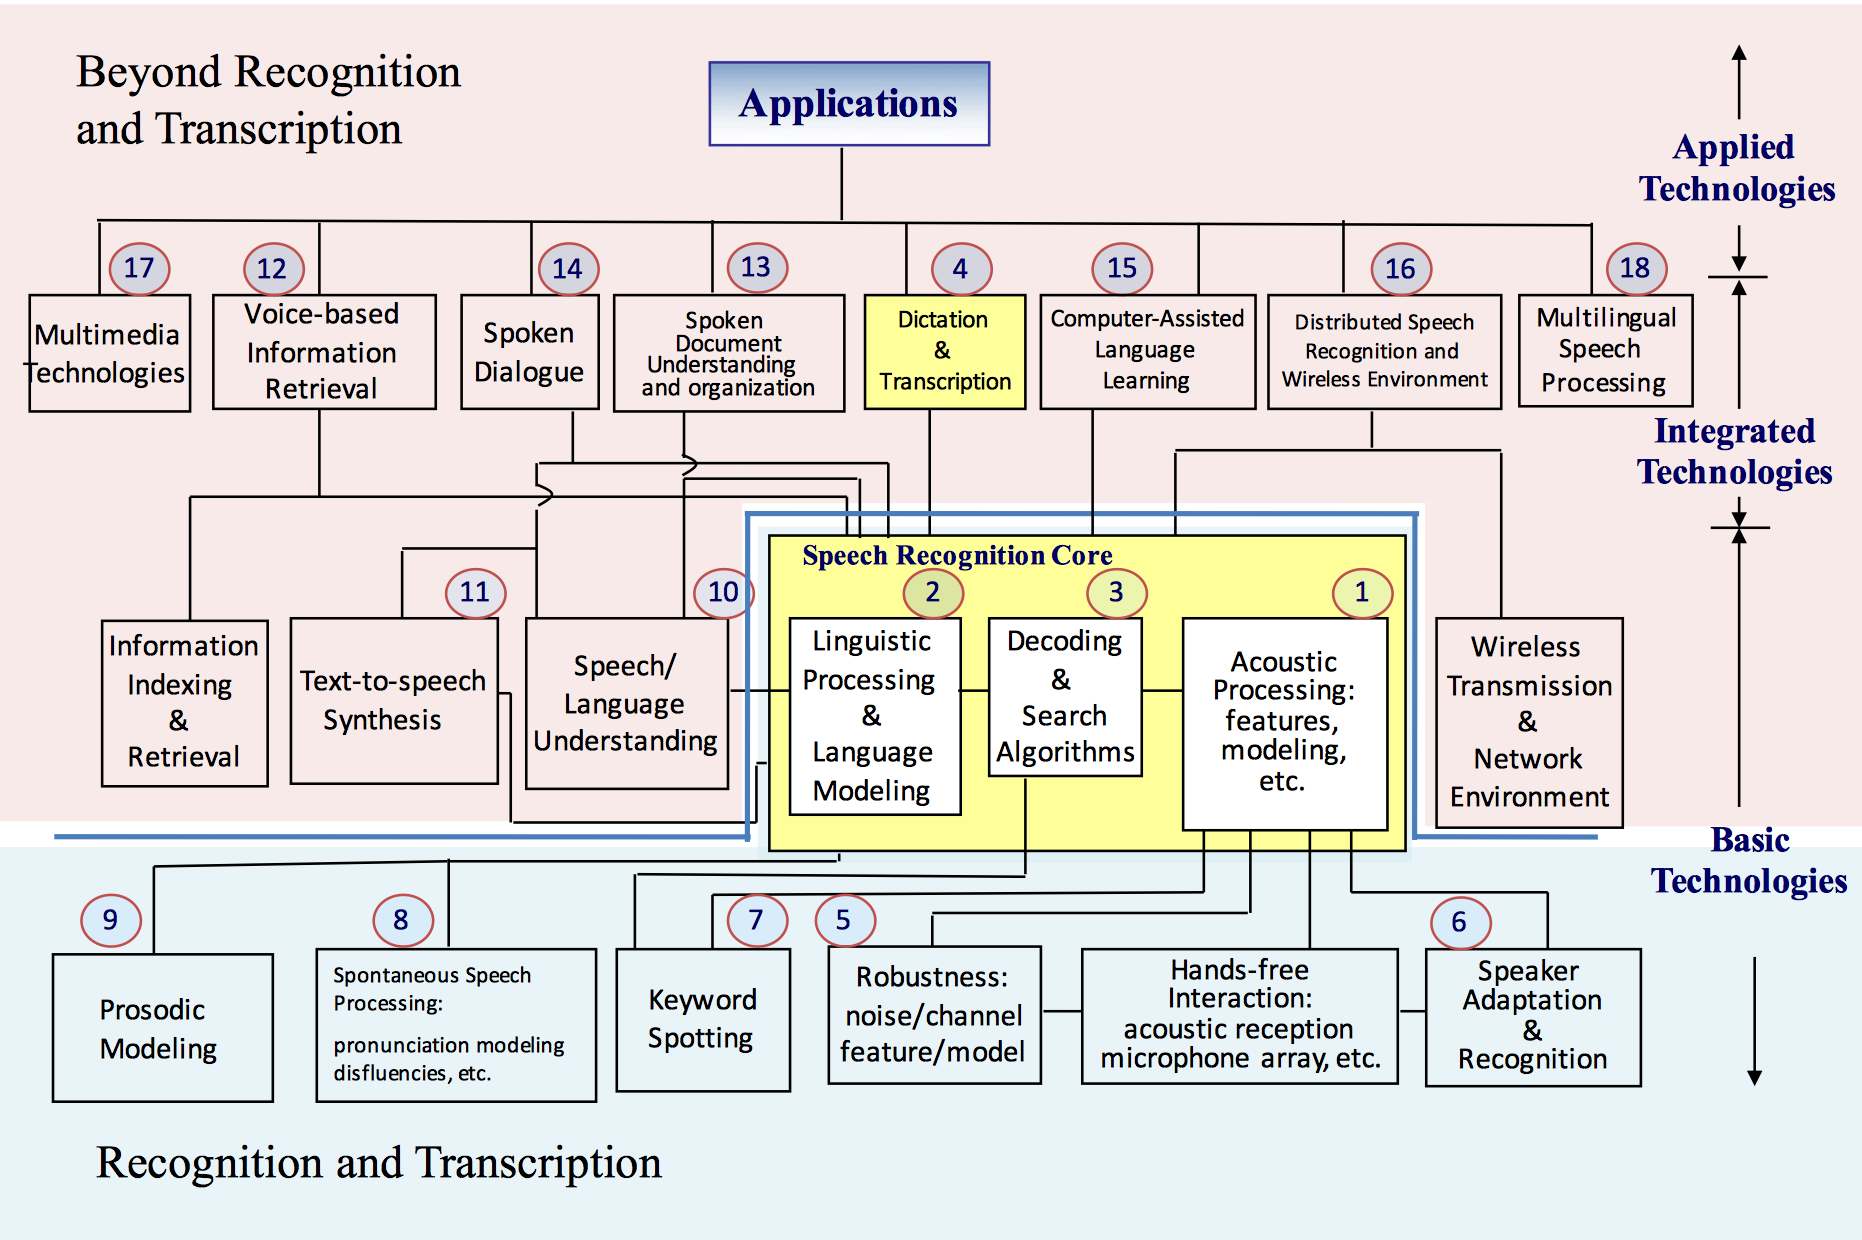 Beyond Recognition
and Transcription
Applications
Applied
Technologies
17
12
14
13
4
15
16
18
Multimedia
Technologies
Voice-based
Information
Retrieval
Spoken
Dialogue
Spoken
Document
Understanding
and organization
Dictation
&
Transcription
Computer-Assisted
Language
Learning
Distributed Speech
Recognition and
Wireless Environment
Multilingual
Speech
Processing
Integrated
Technologies
Speech Recognition Core
11
10
2
3
1
Information
Indexing
&
Retrieval
Text-to-speech
Synthesis
Speech/
Language
Understanding
Linguistic
Processing
&
Language
Modeling
Decoding
&
Search
Algorithms
Acoustic
Processing:
features,
modeling,
etc.
Wireless
Transmission
&
Network
Environment
Basic
Technologies
9
8
7
5
6
Prosodic
Modeling
Spontaneous Speech
Processing:
pronunciation modeling
disfluencies, etc.
Keyword
Spotting
Robustness:
noise/channel
feature/model
Hands-free
Interaction:
acoustic reception
microphone array, etc.
Speaker
Adaptation
&
Recognition
Recognition and Transcription